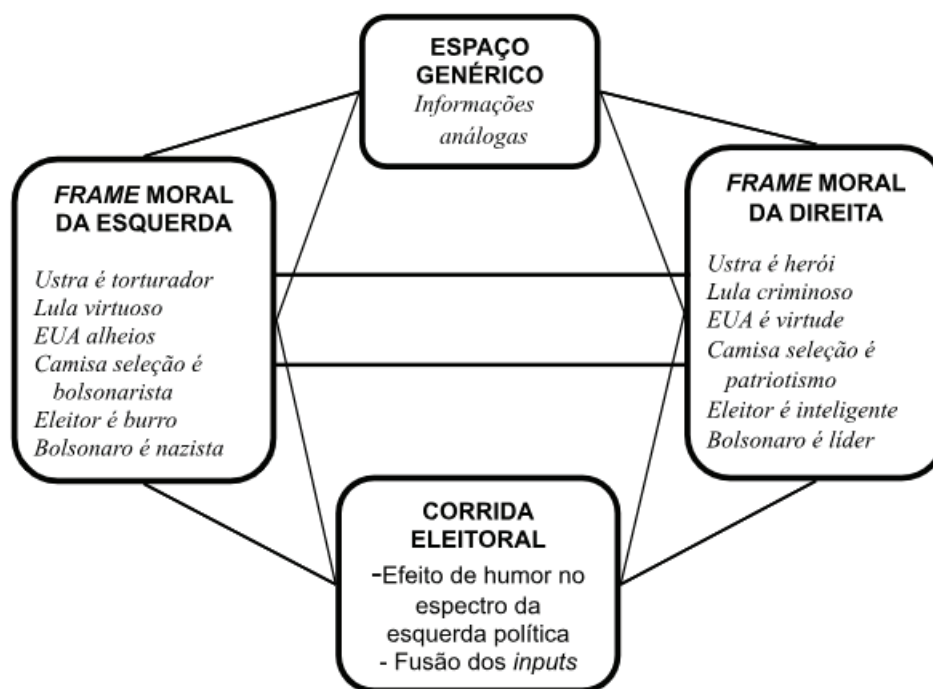 ESPAÇO
GENÉRICO
Informações
análogas
FRAME MORAL
DA ESQUERDA
Ustra é torturador
Lula virtuoso
EUA alheios
Camisa seleção é
bolsonarista
Eleitor é burro
Bolsonaro é nazista
FRAME MORAL
DA DIREITA
Ustra é herói
Lula criminoso
EUA é virtude
Camisa seleção é
patriotismo
Eleitor é inteligente
Bolsonaro é líder
CORRIDA
ELEITORAL
-Efeito de humor no
espectro da
esquerda política
- Fusão dos inputs